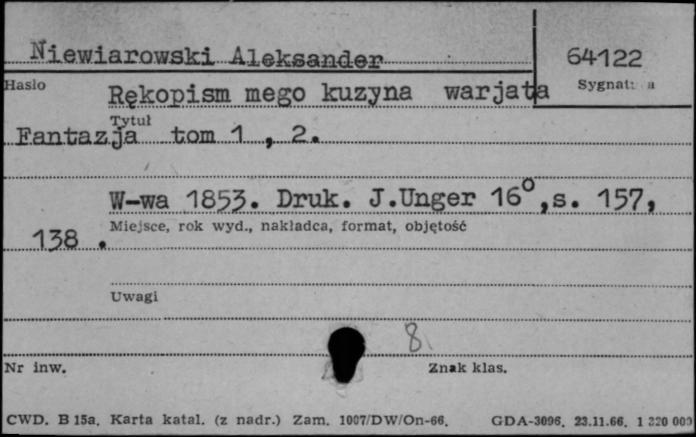 Niewiarowski Aleksander
64122
Hasło
Sygnat
Rękopism mego kuzyna warjata
Tytuł
Fantazja tom 1 , 2.
W-wa 1853. Druk. J.Unger 16°,s. 157,
Miejsce, rok wyd., nakładca, format, objętość
138 .
Uwagi
8
Nr inw.
Znak klas.
CWD. B 15a. Karta katal. (z nadr.) Zam. 1007/DW/On-66. GDA-3096. 23.11.66. 1 320 000